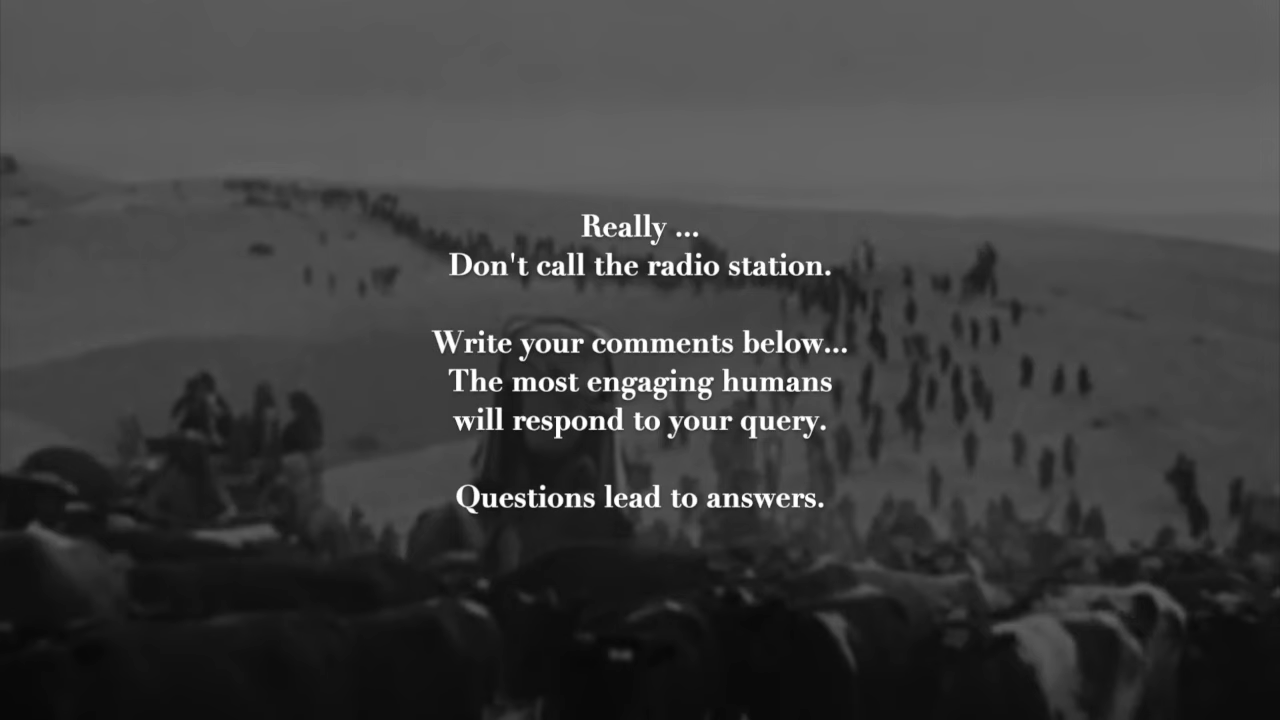 Really ...
Don't call the radio station.
Write your comments below...
The most engaging humans
will respond to your query.
Questions lead to answers.